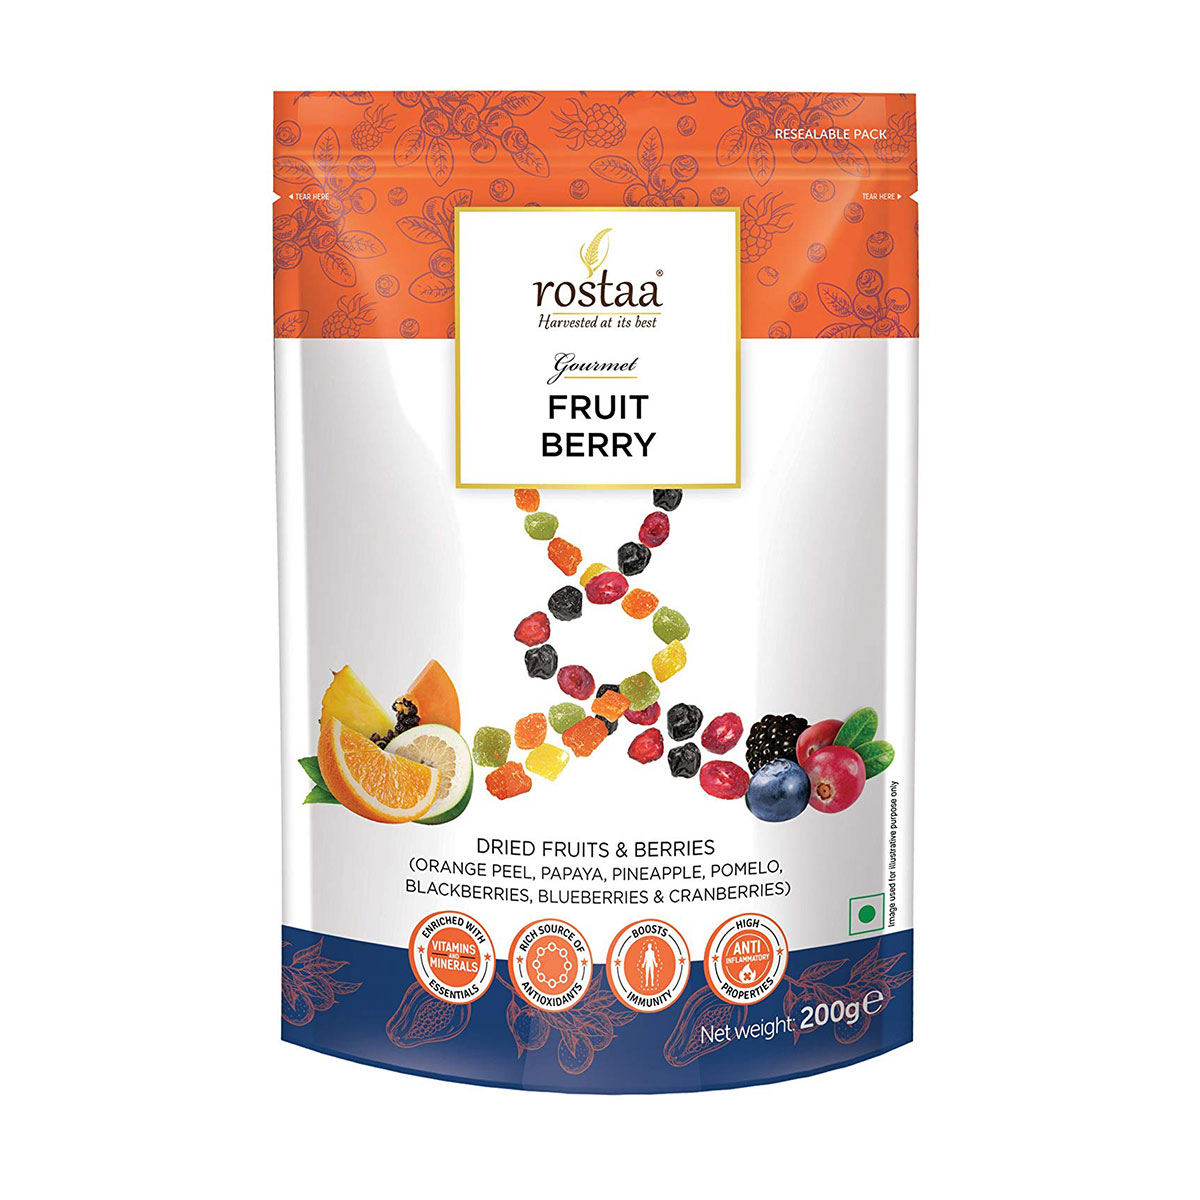 RESEALABLE PACK
TEAR HERE
TEAR HERE
rostaa®
Harvested at its best
Gourmet
FRUIT
BERRY
DRIED FRUITS & BERRIES
(ORANGE PEEL, PAPAYA, PINEAPPLE, POMELO,
BLACKBERRIES, BLUEBERRIES & CRANBERRIES)
Image used for illustrative purpose only
ENRICHED WITH
VITAMINS
AND
MINERALS
ESSENTIALS
RICH SOURCE OF
ANTIOXIDANTS
BOOSTS
IMMUNITY
HIGH
ANTI
INFLAMMATORY
PROPERTIES
Net weight: 200g℮